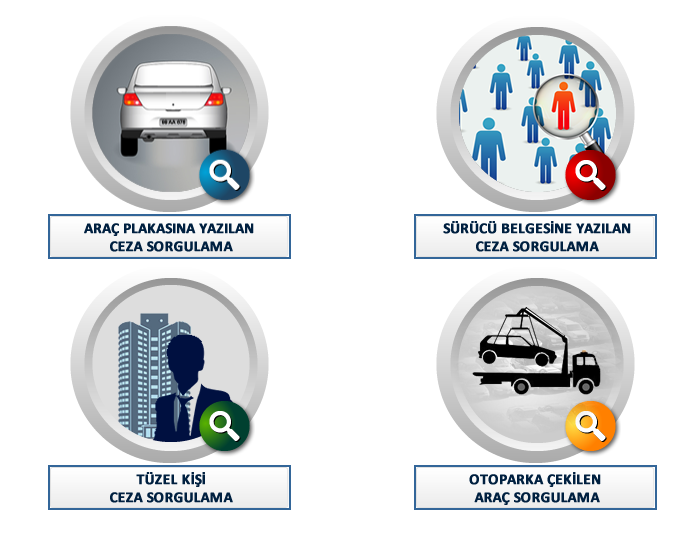 ARAÇ PLAKASINA YAZILAN
CEZA SORGULAMA
SÜRÜCÜ BELGESİNE YAZILAN
CEZA SORGULAMA
TÜZEL KİŞİ
CEZA SORGULAMA
OTOPARKA ÇEKİLEN
ARAÇ SORGULAMA